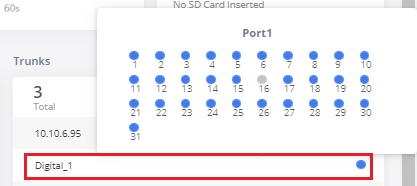 60s
No SD Card Inserted
Port1
1 2 3 4 5 6 7 8 9 10
11 12 13 14 15 16 17 18 19 20
21 22 23 24 25 26 27 28 29 30
31
Trunks
3
Total
10.10.6.95
Digital_1